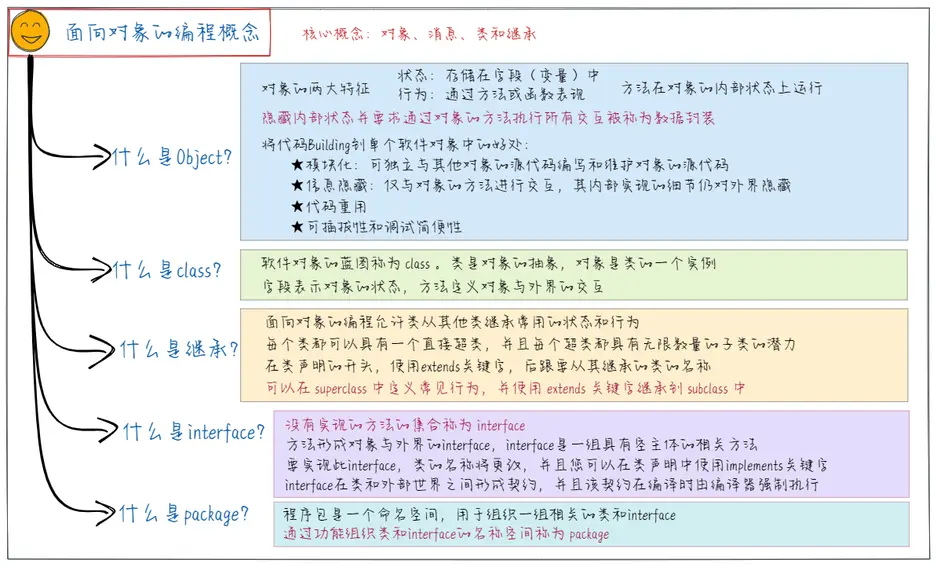 面向对象的编程概念
核心概念：对象、消息、类和继承
什么是Object?
对象的两大特征
状态：存储在字段（变量）中
行为：通过方法或函数表现
方法在对象的内部状态上运行
隐藏内部状态并要求通过对象的方法执行所有交互被称为数据封装
将代码Building到单个软件对象中的好处：
★模块化：可独立与其他对象的源代码编写和维护对象的源代码
★信息隐藏：仅与对象的方法进行交互，其内部实现的细节仍对外界隐藏
★代码重用
★可插拔性和调试简便性
什么是class?
软件对象的蓝图称为 class 。类是对象的抽象，对象是类的一个实例
字段表示对象的状态，方法定义对象与外界的交互
什么是继承?
面向对象的编程允许类从其他类继承常用的状态和行为
每个类都可以具有一个直接超类，并且每个超类都具有无限数量的子类的潜力
在类声明的开头，使用extends关键字，后跟要从其继承的类的名称
可以在 superclass 中定义常见行为，并使用 extends 关键字继承到 subclass 中
什么是interface?
没有实现的方法的集合称为 interface
方法形成对象与外界的interface，interface是一组具有空主体的相关方法
要实现此interface，类的名称将更改，并且您可以在类声明中使用implements关键字
interface在类和外部世界之间形成契约，并且该契约在编译时由编译器强制执行
什么是package?
程序包是一个命名空间，用于组织一组相关的类和interface
通过功能组织类和interface的名称空间称为 package